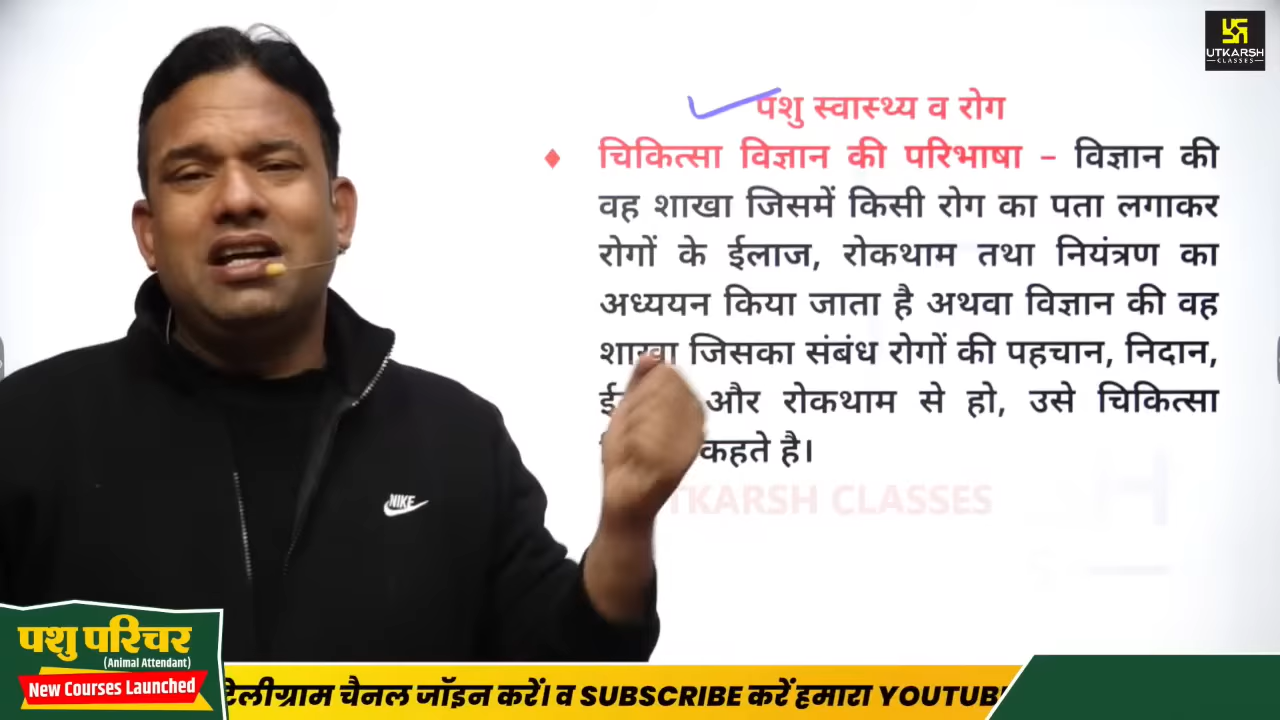 UTKARSH
CLASSES
पशु स्वास्थ्य व रोग
चिकित्सा विज्ञान की परिभाषा – विज्ञान की
वह शाखा जिसमें किसी रोग का पता लगाकर
रोगों के ईलाज, रोकथाम तथा नियंत्रण का
अध्ययन किया जाता है अथवा विज्ञान की वह
शाखा जिसका संबंध रोगों की पहचान, निदान,
और रोकथाम से हो, उसे चिकित्सा
कहते है।
CLASSES
NIKE
पशु परिचर
(Animal Attendant)
New Courses Launched
चैनल जॉइन करें। व SUBSCRIBE करें हमारा